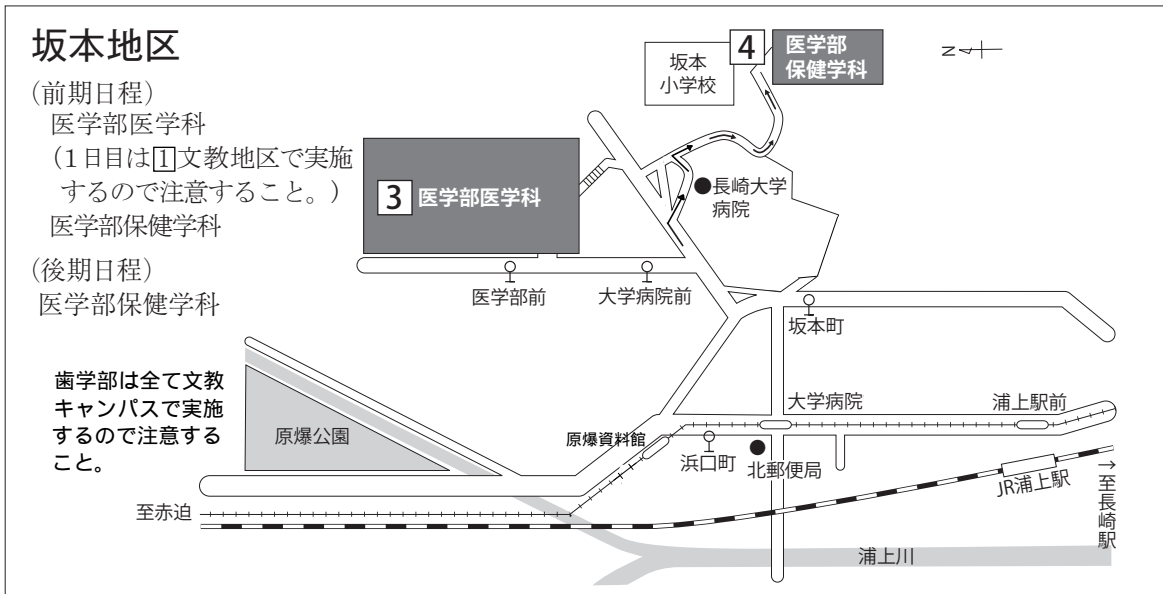 坂本地区
(前期日程)
医学部医学科
(1日目は1文教地区で実施
するので注意すること。)
医学部保健学科
(後期日程)
医学部保健学科
歯学部は全て文教
キャンパスで実施
するので注意する
こと。
坂本
小学校
4
医学部
保健学科
N
3 医学部医学科
長崎大学
病院
医学部前
大学病院前
坂本町
原爆公園
原爆資料館
浜口町
大学病院
北郵便局
浦上駅前
JR浦上駅
→至長崎駅
至赤迫
浦上川